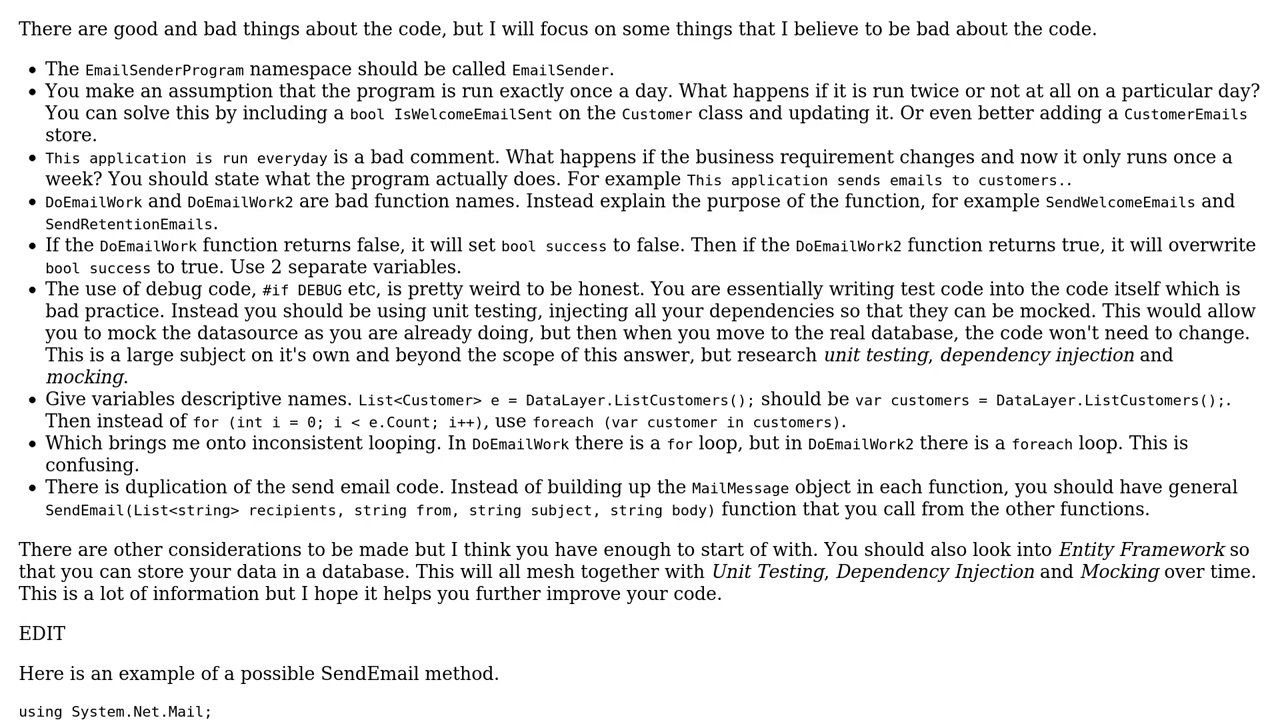 There are good and bad things about the code, but I will focus on some things that I believe to be bad about the code.
• The EmailSenderProgram namespace should be called EmailSender.
• You make an assumption that the program is run exactly once a day. What happens if it is run twice or not at all on a particular day?
You can solve this by including a bool IsWelcomeEmailSent on the Customer class and updating it. Or even better adding a CustomerEmails
store.
• This application is run everyday is a bad comment. What happens if the business requirement changes and now it only runs once a
week? You should state what the program actually does. For example This application sends emails to customers..
• DoEmailWork and DoEmailWork2 are bad function names. Instead explain the purpose of the function, for example SendWelcomeEmails and
SendRetentionEmails.
• If the DoEmailWork function returns false, it will set bool success to false. Then if the DoEmailWork2 function returns true, it will overwrite
bool success to true. Use 2 separate variables.
• The use of debug code, #if DEBUG etc, is pretty weird to be honest. You are essentially writing test code into the code itself which is
bad practice. Instead you should be using unit testing, injecting all your dependencies so that they can be mocked. This would allow
you to mock the datasource as you are already doing, but then when you move to the real database, the code won't need to change.
This is a large subject on it's own and beyond the scope of this answer, but research unit testing, dependency injection and
mocking.
• Give variables descriptive names. List<Customer> e = DataLayer.ListCustomers(); should be var customers = DataLayer.ListCustomers();.
Then instead of for (int i = 0; i < e.Count; i++), use foreach (var customer in customers).
• Which brings me onto inconsistent looping. In DoEmailWork there is a for loop, but in DoEmailWork2 there is a foreach loop. This is
confusing.
• There is duplication of the send email code. Instead of building up the MailMessage object in each function, you should have general
SendEmail(List<string> recipients, string from, string subject, string body) function that you call from the other functions.
There are other considerations to be made but I think you have enough to start of with. You should also look into Entity Framework so
that you can store your data in a database. This will all mesh together with Unit Testing, Dependency Injection and Mocking over time.
This is a lot of information but I hope it helps you further improve your code.
EDIT
Here is an example of a possible SendEmail method.
using System.Net.Mail;